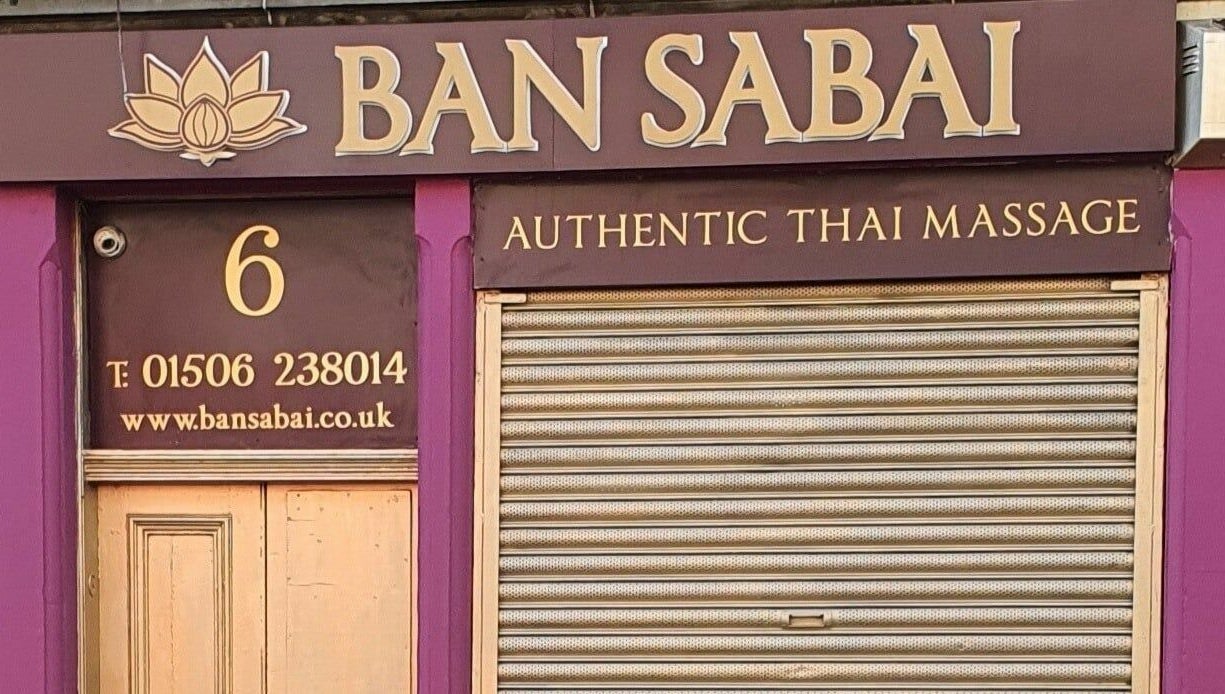 BAN SABAI
AUTHENTIC THAI MASSAGE
6
T: 01506 238014
www.bansabai.co.uk